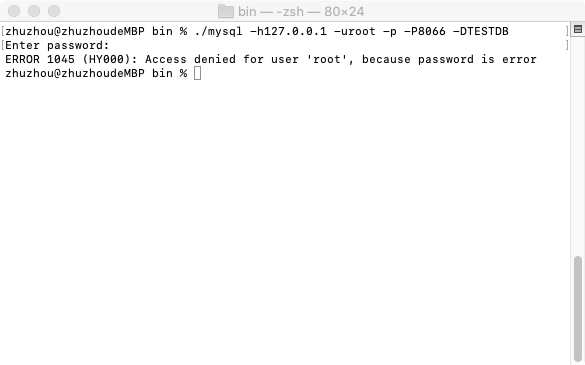 bin — -zsh — 80×24
[zhuzhou@zhuzhoudeMBP bin % ./mysql -h127.0.0.1 -uroot -p -P8066 -DTESTDB ]
[Enter password: ]
ERROR 1045 (HY000): Access denied for user 'root', because password is error
zhuzhou@zhuzhoudeMBP bin %